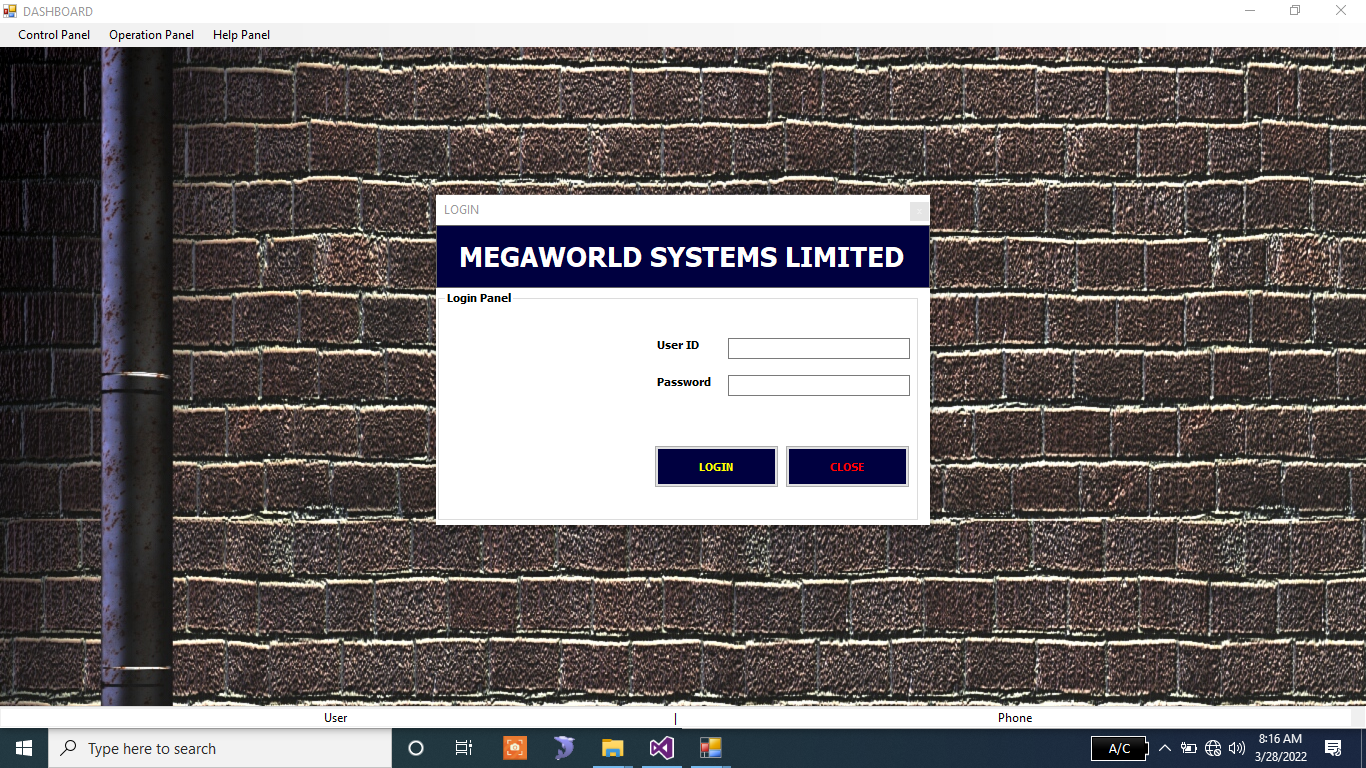 DASHBOARD
Control Panel Operation Panel Help Panel
LOGIN
MEGAWORLD SYSTEMS LIMITED
Login Panel
User ID
Password
LOGIN CLOSE
User | Phone
Type here to search
A/C
8:16 AM
3/28/2022